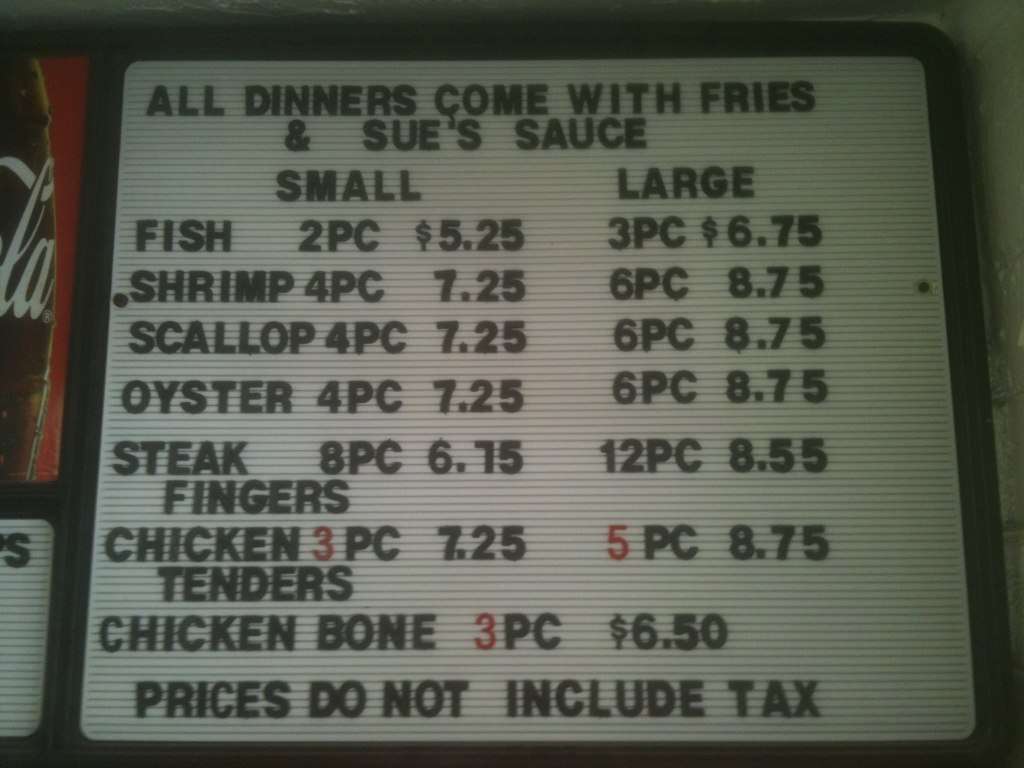 ALL DINNERS COME WITH FRIES
& SUE'S SAUCE
SMALL LARGE
FISH 2PC $5.25 3PC $6.75
SHRIMP 4PC 7.25 6PC 8.75
SCALLOP 4PC 7.25 6PC 8.75
OYSTER 4PC 7.25 6PC 8.75
STEAK 8PC 6.15 12PC 8.55
FINGERS
CHICKEN 3 PC 7.25 5 PC 8.75
TENDERS
CHICKEN BONE 3PC $6.50
PRICES DO NOT INCLUDE TAX